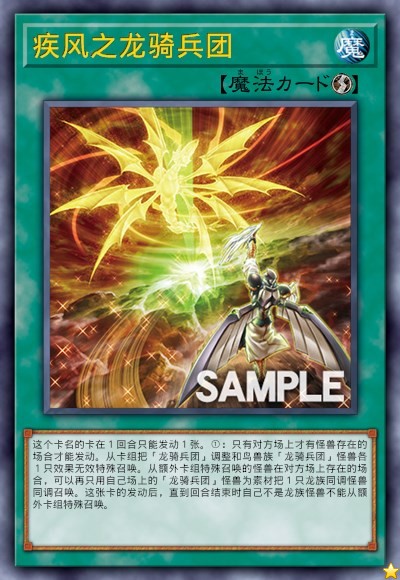 疾风之龙骑兵团
魔
【魔法カード】
まほう
SAMPLE
这个卡名的卡在1回合只能发动1张。①：只有对方场上才有怪兽存在的
场合才能发动。从卡组把「龙骑兵团」调整和鸟兽族「龙骑兵团」怪兽各
1只效果无效特殊召唤。从额外卡组特殊召唤的怪兽在对方场上存在的场
合，可以再只用自己场上的「龙骑兵团」怪兽为素材把1只龙族同调怪兽
同调召唤。这张卡的发动后，直到回合结束时自己不是龙族怪兽不能从额
外卡组特殊召唤。